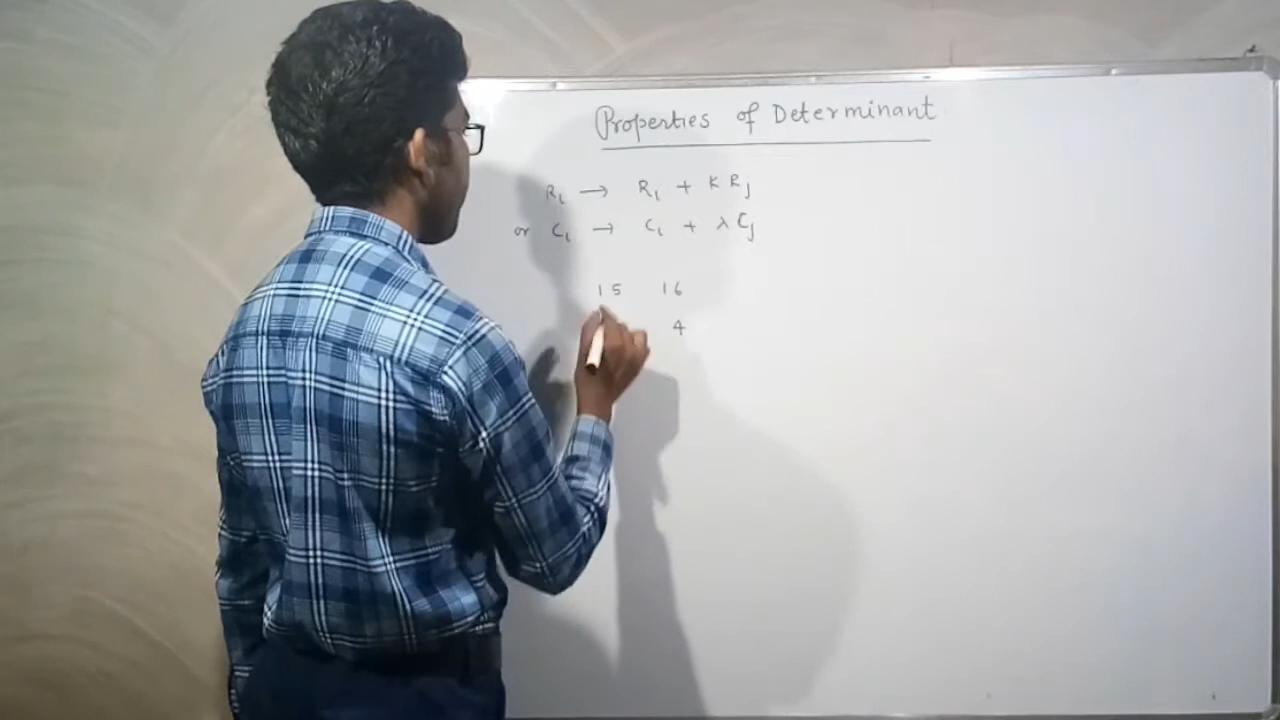 Properties of Determinant
Rᵢ → Rᵢ + K Rⱼ
or Cᵢ → Cᵢ + λ Cⱼ
15 16
4